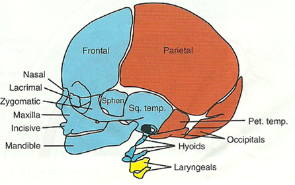 Frontal
Parietal
Nasal
Lacrimal
Zygomatic
Sphen
Sq. temp.
Maxilla
Incisive
Mandible
Pet. temp.
Occipitals
Hyoids
Laryngeals